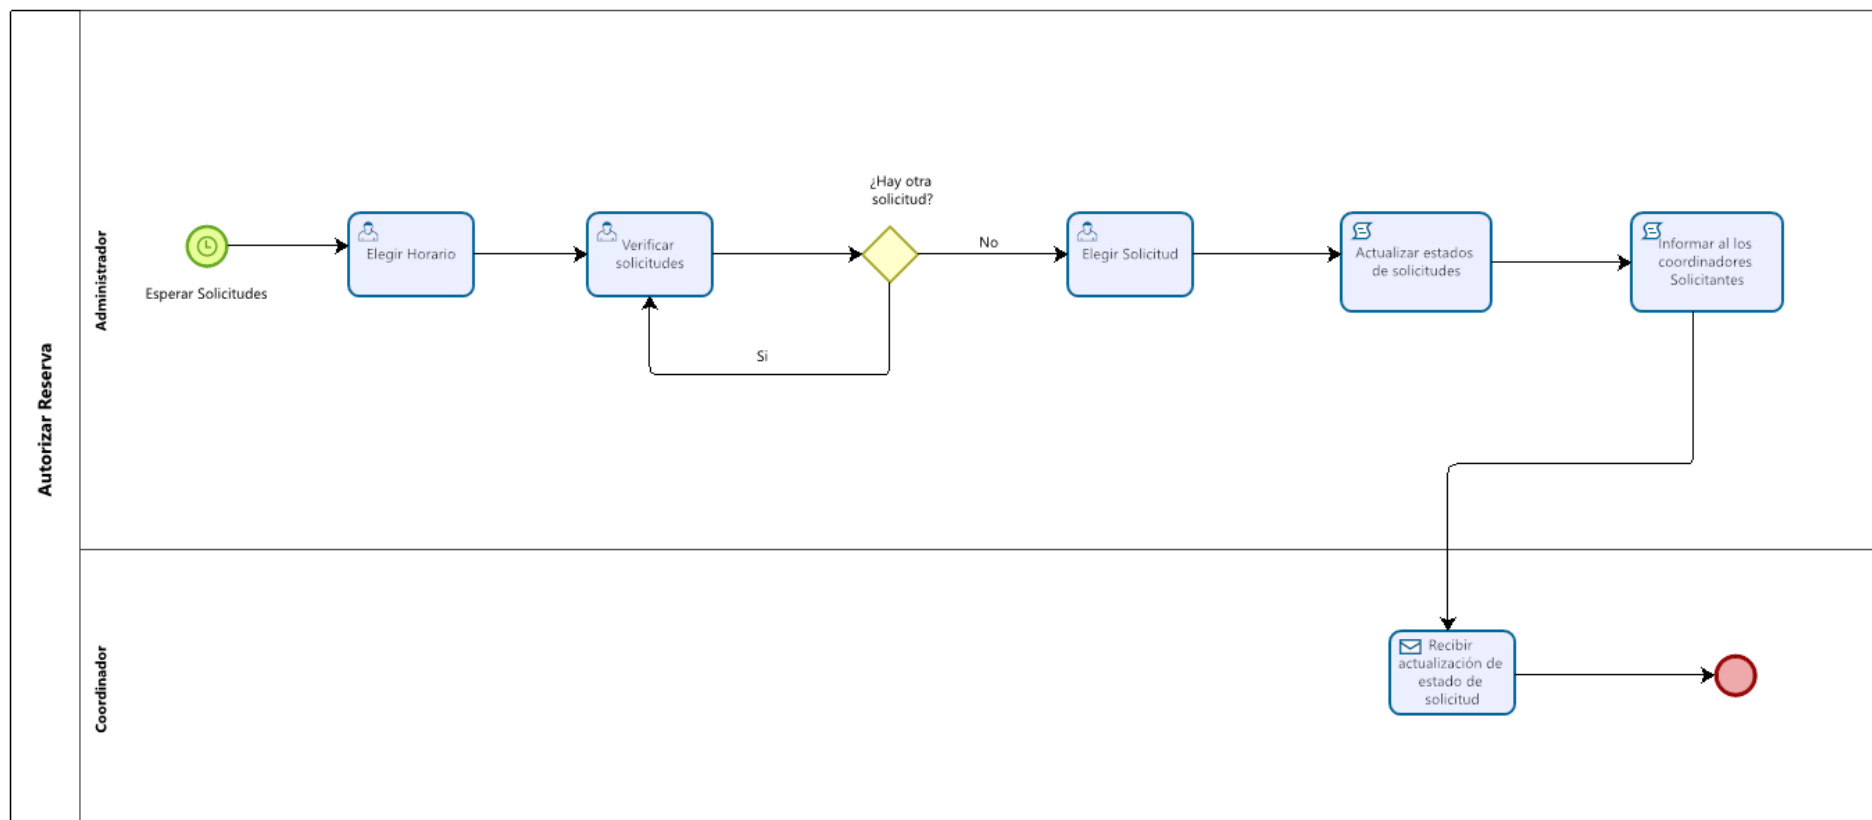 Autorizar Reserva
Administrador
Esperar Solicitudes
Elegir Horario
Verificar
solicitudes
¿Hay otra
solicitud?
Si
No
Elegir Solicitud
Actualizar estados
de solicitudes
Informar al los
coordinadores
Solicitantes
Coordinador
Recibir
actualización de
estado de
solicitud